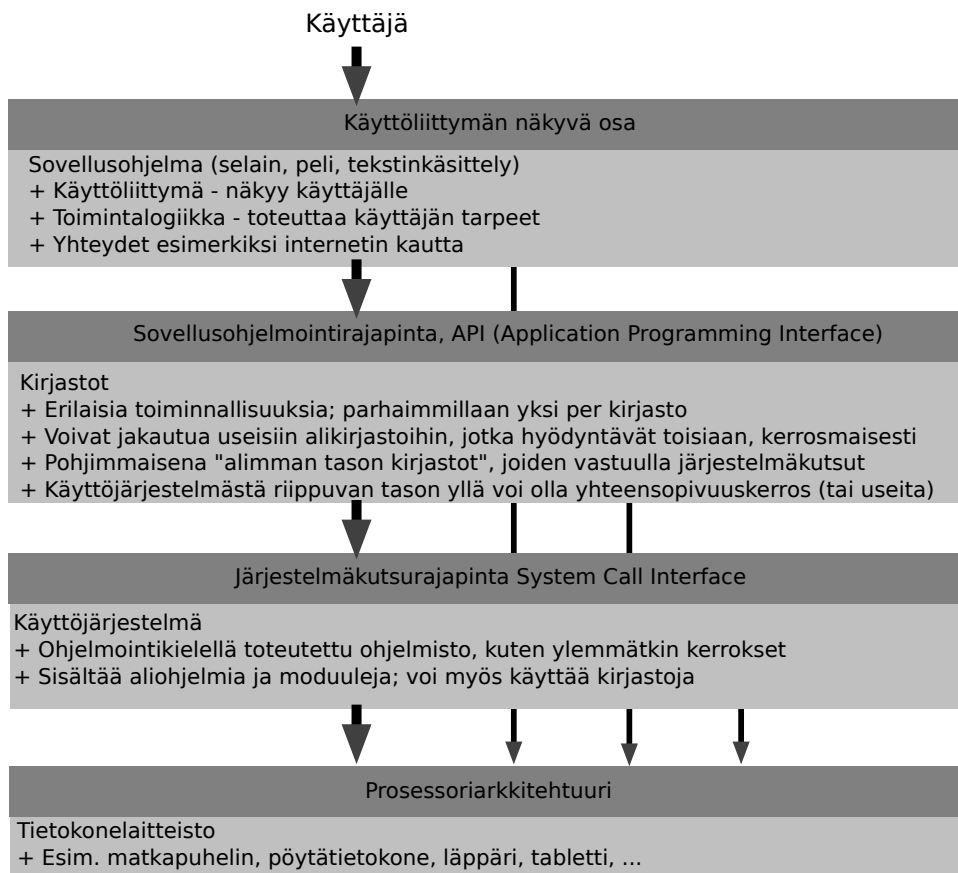 Käyttäjä
Käyttöliittymän näkyvä osa
Sovellusohjelma (selain, peli, tekstinkäsittely)
+ Käyttöliittymä - näkyy käyttäjälle
+ Toimintalogiikka - toteuttaa käyttäjän tarpeet
+ Yhteydet esimerkiksi internetin kautta
Sovellusohjelmointirajapinta, API (Application Programming Interface)
Kirjastot
+ Erilaisia toiminnallisuuksia; parhaimmillaan yksi per kirjasto
+ Voivat jakautua useisiin alikirjastoihin, jotka hyödyntävät toisiaan, kerrosmaisesti
+ Pohjimmaisena "alimman tason kirjastot", joiden vastuulla järjestelmäkutsut
+ Käyttöjärjestelmästä riippuvan tason yllä voi olla yhteensopivuuskerros (tai useita)
Järjestelmäkutsurajapinta System Call Interface
Käyttöjärjestelmä
+ Ohjelmointikielellä toteutettu ohjelmisto, kuten ylemmätkin kerrokset
+ Sisältää aliohjelmia ja moduuleja; voi myös käyttää kirjastoja
Prosessoriarkkitehtuuri
Tietokonelaitteisto
+ Esim. matkapuhelin, pöytätietokone, läppäri, tabletti, ...